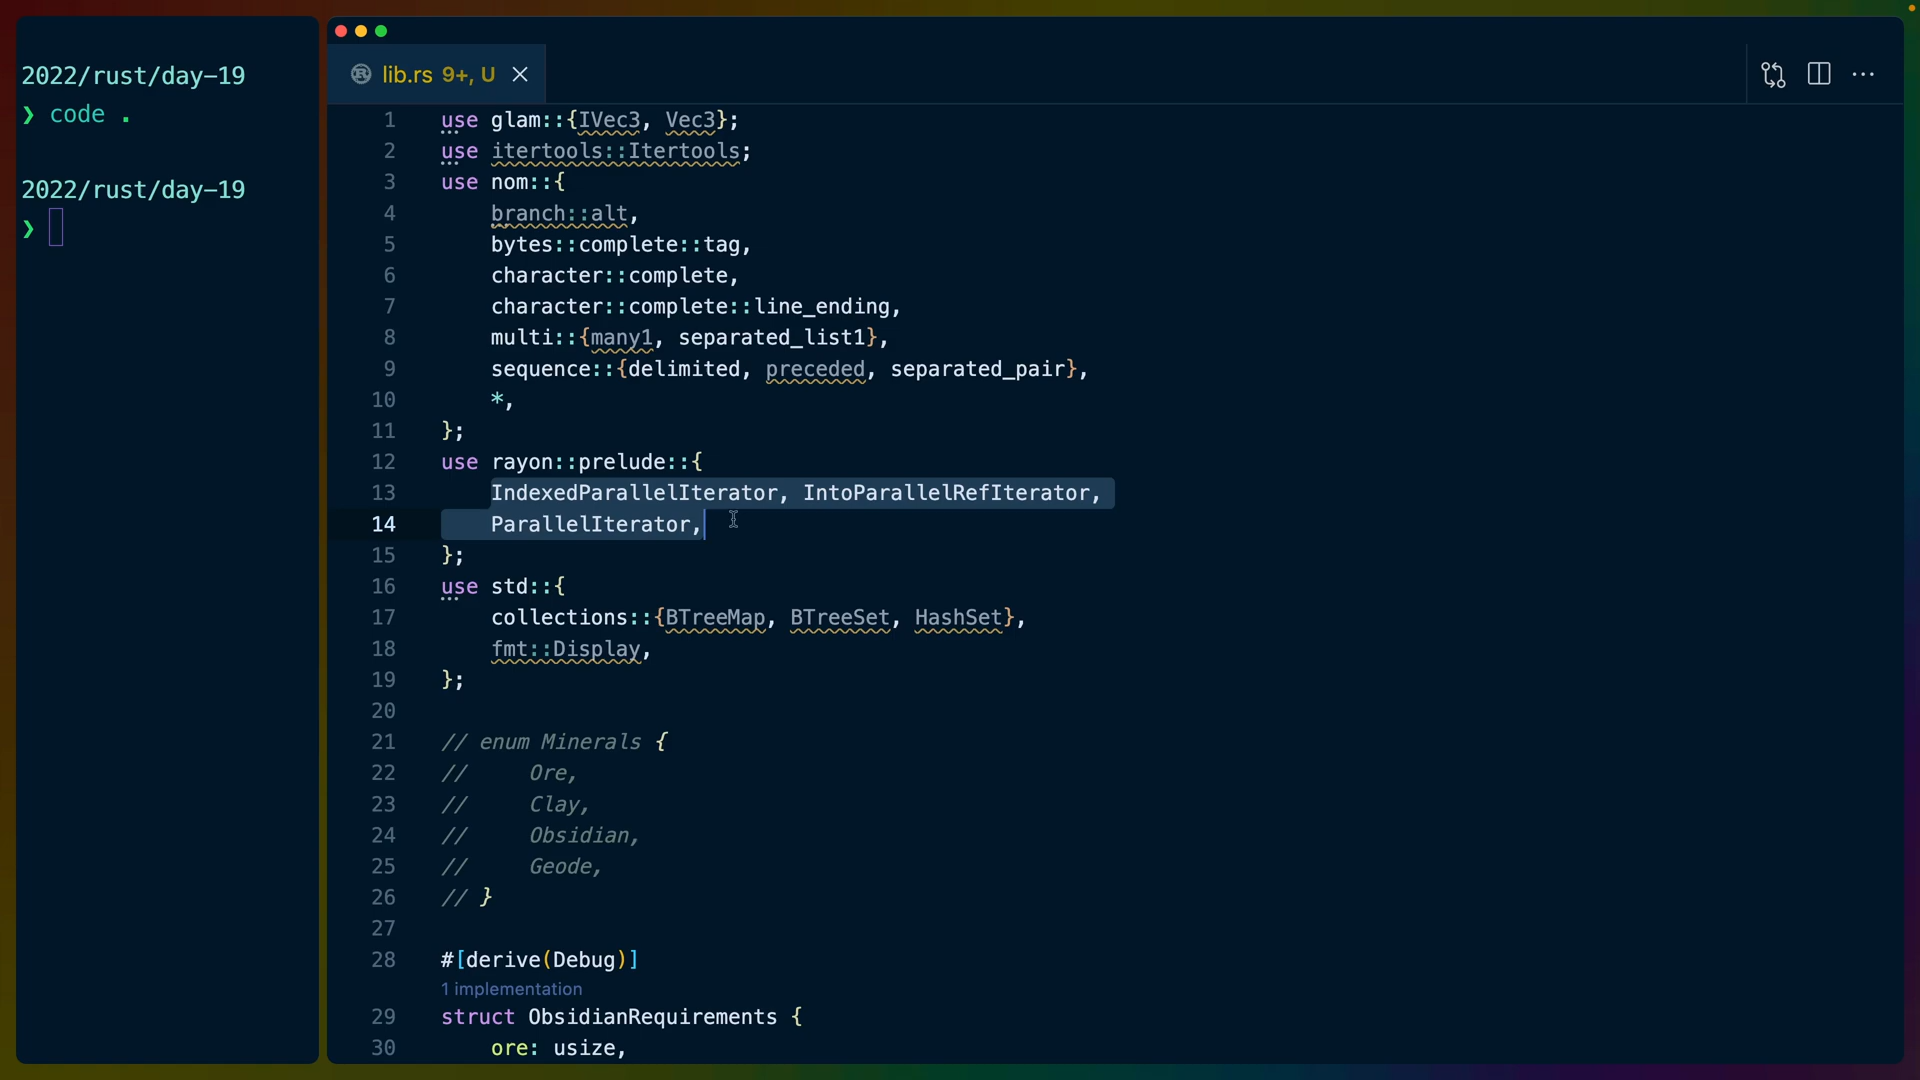 2022/rust/day-19
❯ code .
2022/rust/day-19
❯
lib.rs 9+, U
1 use glam::{IVec3, Vec3};
2 use itertools::Itertools;
3 use nom::{
4     branch::alt,
5     bytes::complete::tag,
6     character::complete,
7     character::complete::line_ending,
8     multi::{many1, separated_list1},
9     sequence::{delimited, preceded, separated_pair},
10     *,
11 };
12 use rayon::prelude::{
13     IndexedParallelIterator, IntoParallelRefIterator,
14     ParallelIterator,
15 };
16 use std::{
17     collections::{BTreeMap, BTreeSet, HashSet},
18     fmt::Display,
19 };
20
21 // enum Minerals {
22 //     Ore,
23 //     Clay,
24 //     Obsidian,
25 //     Geode,
26 // }
27
28 #[derive(Debug)]
1 implementation
29 struct ObsidianRequirements {
30     ore: usize,